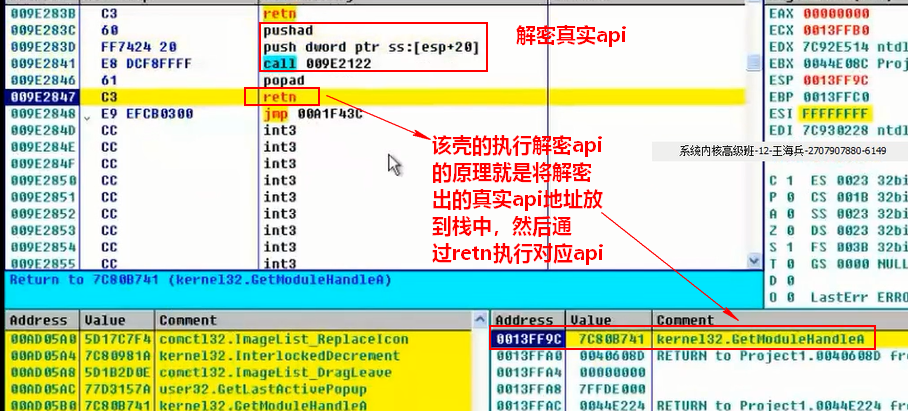 009E283B C3 retn
009E283C 60 pushad
009E283D FF7424 20 push dword ptr ss:[esp+20]
009E2841 E8 DCF8FFFF call 009E2122
009E2846 61 popad
009E2847 C3 retn
009E2848 E9 EFCB0300 jmp 00A1F43C
009E284D CC int3
009E284E CC int3
009E284F CC int3
009E2850 CC int3
009E2851 CC int3
009E2852 CC int3
009E2853 CC int3
009E2854 CC int3
009E2855 CC int3
解密真实api
该壳的执行解密api
的原理就是将解密
出的真实api地址放
到栈中，然后通
过retn执行对应api
EAX 00000000
ECX 0013FFB0
EDX 7C92E514 ntdl
EBX 0044E08C Proj
ESP 0013FF9C
EBP 0013FFC0
ESI FFFFFFFF
EDI 7C930228 ntdl
系统内核高级班-12-王海兵-2707907880-6149
C 1 ES 0023 32bi
P 0 CS 001B 32bi
A 0 SS 0023 32bi
Z 0 DS 0023 32bi
S 1 FS 003B 32bi
T 0 GS 0000 NULL
D 0
O 0 LastErr ERRO
Return to 7C80B741 (kernel32.GetModuleHandleA)
Address Value Comment
00AD05A0 5D17C7F4 comctl32.ImageList_ReplaceIcon
00AD05A4 7C80981A kernel32.InterlockedDecrement
00AD05A8 5D1B2D0E comctl32.ImageList_DragLeave
00AD05AC 77D3157A user32.GetLastActivePopup
00AD05B0 7C80B741 kernel32.GetModuleHandleA
Address Value Comment
0013FF9C 7C80B741 kernel32.GetModuleHandleA
0013FFA0 0040608D RETURN to Project1.0040608D fr
0013FFA4 00000000
0013FFA8 7FFDE000
0013FFAC 0044E224 RETURN to Project1.0044E224 fr